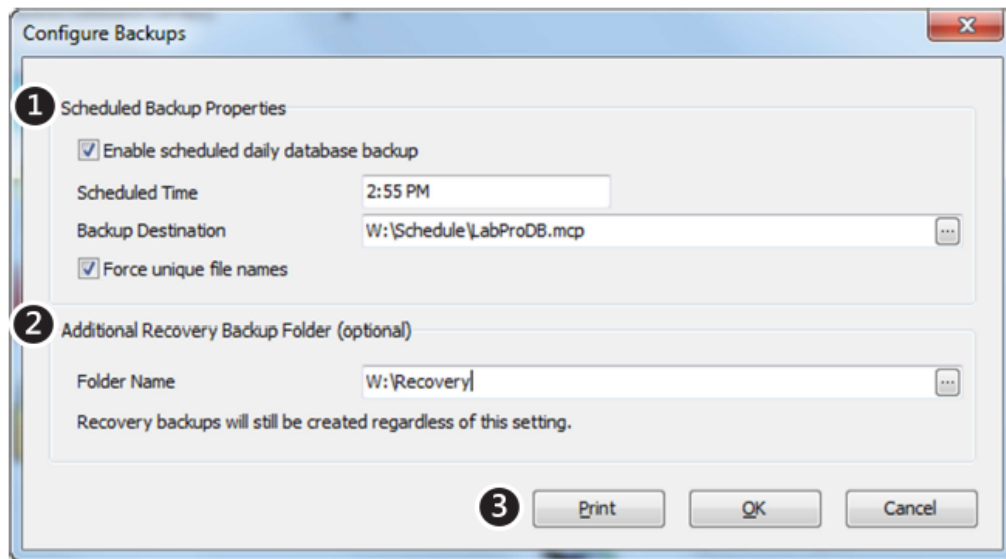 Configure Backups
1 Scheduled Backup Properties
Enable scheduled daily database backup
Scheduled Time 2:55 PM
Backup Destination W:\Schedule\LabProDB.mcp ...
Force unique file names
2 Additional Recovery Backup Folder (optional)
Folder Name W:\Recovery ...
Recovery backups will still be created regardless of this setting.
3 Print OK Cancel